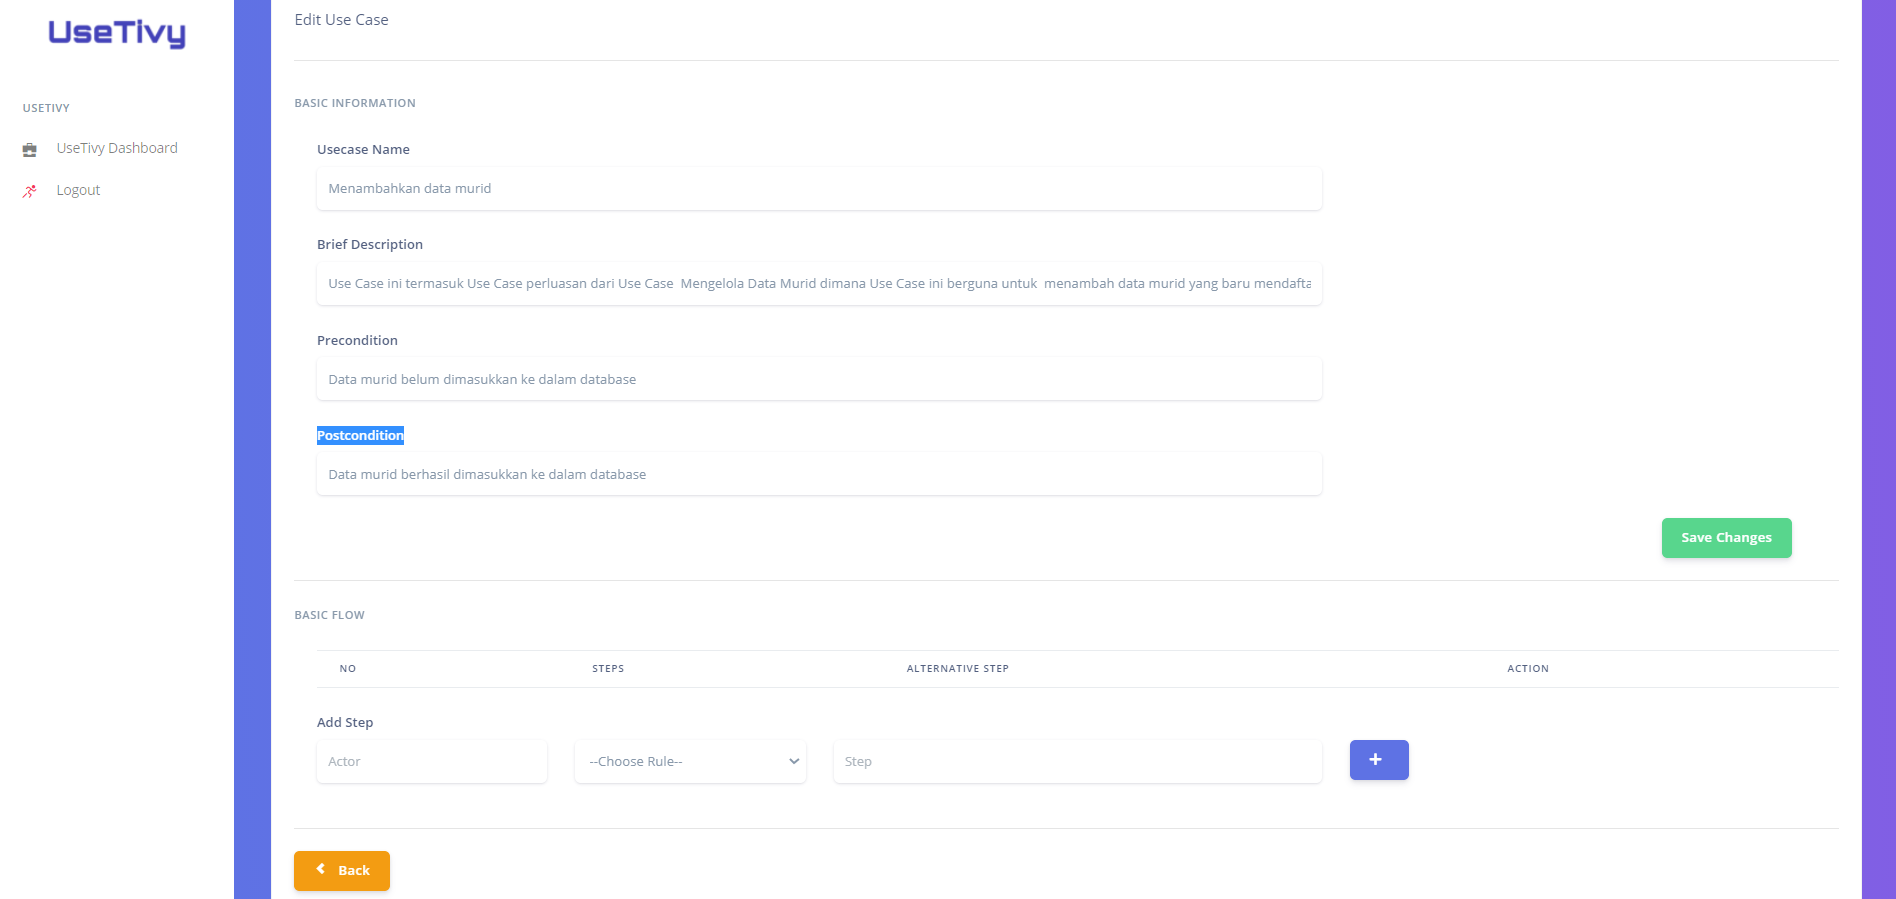 UseTivy
USETIVY
UseTivy Dashboard
Logout
Edit Use Case
BASIC INFORMATION
Usecase Name
Menambahkan data murid
Brief Description
Use Case ini termasuk Use Case perluasan dari Use Case  Mengelola Data Murid dimana Use Case ini berguna untuk  menambah data murid yang baru mendafta
Precondition
Data murid belum dimasukkan ke dalam database
Postcondition
Data murid berhasil dimasukkan ke dalam database
Save Changes
BASIC FLOW
NO STEPS ALTERNATIVE STEP ACTION
Add Step
Actor --Choose Rule-- Step +
Back